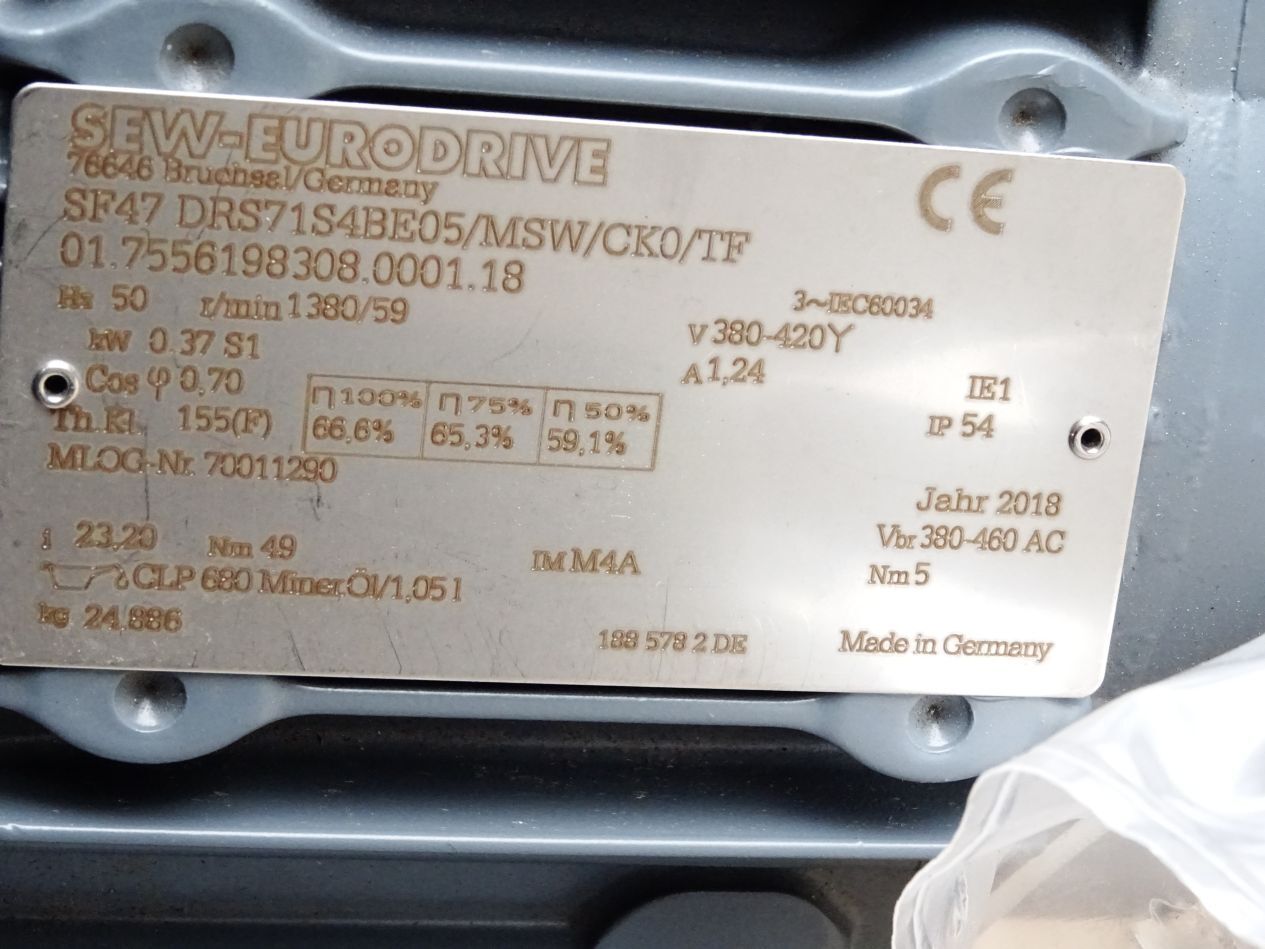 SEW-EURODRIVE
76646 Bruchsal/Germany
CE
SF47 DRS71S4BE05/MSW/CK0/TF
01.7556198308.0001.18
Hz 50 r/min 1380/59
3~IEC60034
kW 0.37 S1
V 380-420Y
Cos φ 0,70
A 1,24
IE1
η 100% η 75% η 50%
Th.Kl. 155(F)
66,6% 65,3% 59,1%
IP 54
MLOG-Nr. 70011290
Jahr 2018
i 23,20 Nm 49
Vbr 380-460 AC
IM M4A
CLP 680 Miner.Öl/1,05 l
Nm 5
kg 24,886
188 578 2 DE
Made in Germany